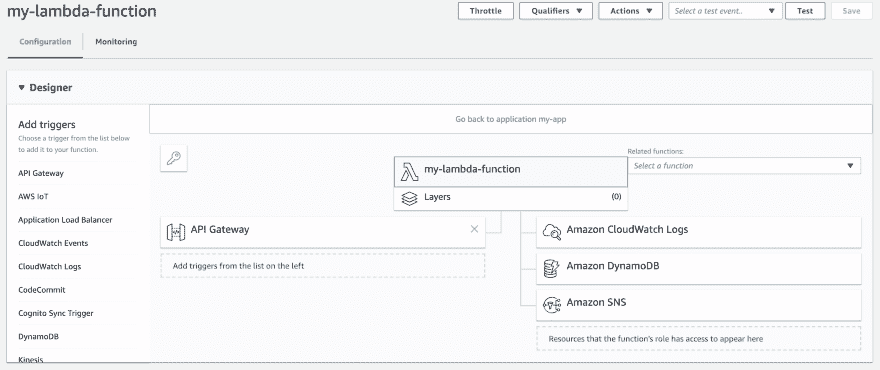 my-lambda-function
Throttle
Qualifiers
Actions
Select a test event..
Test
Save
Configuration
Monitoring
Designer
Add triggers
Choose a trigger from the list below
to add it to your function.
API Gateway
AWS IoT
Application Load Balancer
CloudWatch Events
CloudWatch Logs
CodeCommit
Cognito Sync Trigger
DynamoDB
Kinesis
Go back to application my-app
Related functions:
Select a function
my-lambda-function
Layers
(0)
API Gateway
Add triggers from the list on the left
Amazon CloudWatch Logs
Amazon DynamoDB
Amazon SNS
Resources that the function's role has access to appear here